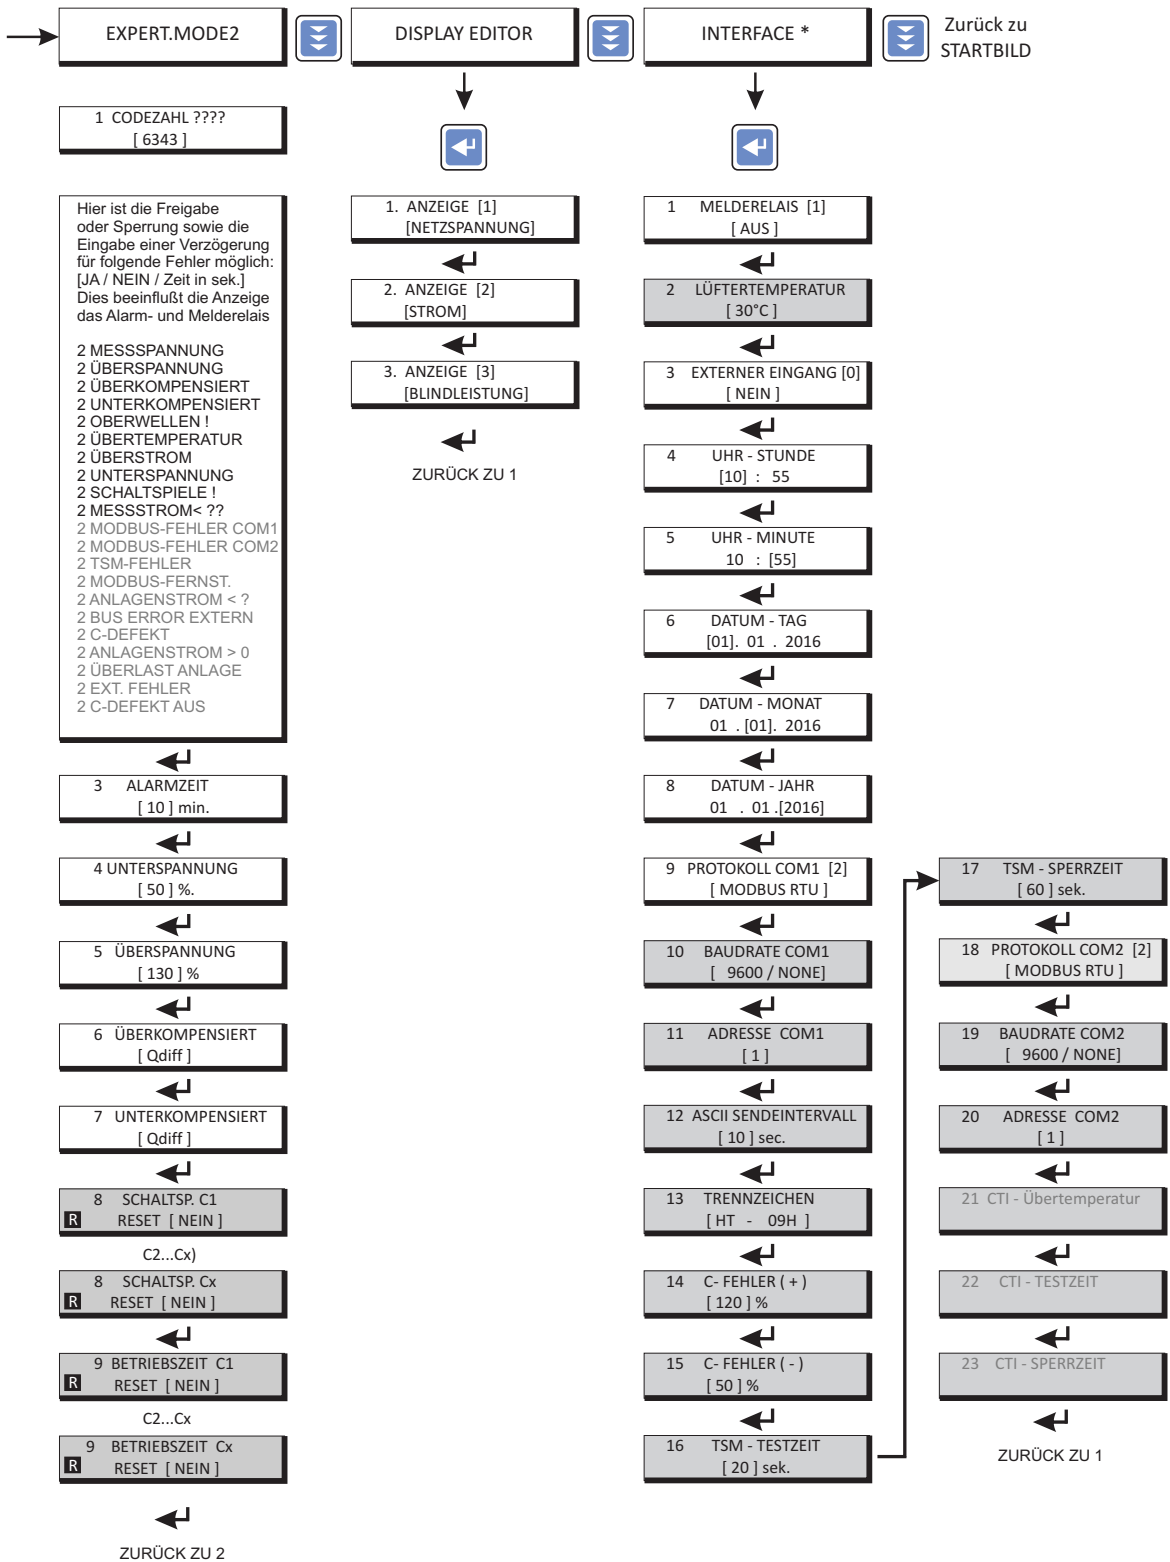 EXPERT.MODE2
DISPLAY EDITOR
INTERFACE *
Zurück zu
STARTBILD
1 CODEZAHL ????
[ 6343 ]
Hier ist die Freigabe
oder Sperrung sowie die
Eingabe einer Verzögerung
für folgende Fehler möglich:
[JA / NEIN / Zeit in sek.]
Dies beeinflußt die Anzeige
das Alarm- und Melderelais
2 MESSSPANNUNG
2 ÜBERSPANNUNG
2 ÜBERKOMPENSIERT
2 UNTERKOMPENSIERT
2 OBERWELLEN !
2 ÜBERTEMPERATUR
2 ÜBERSTROM
2 UNTERSPANNUNG
2 SCHALTSPIELE !
2 MESSSTROM< ??
2 MODBUS-FEHLER COM1
2 MODBUS-FEHLER COM2
2 TSM-FEHLER
2 MODBUS-FERNST.
2 ANLAGENSTROM < ?
2 BUS ERROR EXTERN
2 C-DEFEKT
2 ANLAGENSTROM > 0
2 ÜBERLAST ANLAGE
2 EXT. FEHLER
2 C-DEFEKT AUS
3 ALARMZEIT
[ 10 ] min.
4 UNTERSPANNUNG
[ 50 ] %.
5 ÜBERSPANNUNG
[ 130 ] %
6 ÜBERKOMPENSIERT
[ Qdiff ]
7 UNTERKOMPENSIERT
[ Qdiff ]
8 SCHALTSP. C1
R RESET [ NEIN ]
C2...Cx)
8 SCHALTSP. Cx
R RESET [ NEIN ]
9 BETRIEBSZEIT C1
R RESET [ NEIN ]
C2...Cx
9 BETRIEBSZEIT Cx
R RESET [ NEIN ]
ZURÜCK ZU 2
1. ANZEIGE [1]
[NETZSPANNUNG]
2. ANZEIGE [2]
[STROM]
3. ANZEIGE [3]
[BLINDLEISTUNG]
ZURÜCK ZU 1
1 MELDERELAIS [1]
[ AUS ]
2 LÜFTERTEMPERATUR
[ 30°C ]
3 EXTERNER EINGANG [0]
[ NEIN ]
4 UHR - STUNDE
[10] : 55
5 UHR - MINUTE
10 : [55]
6 DATUM - TAG
[01]. 01 . 2016
7 DATUM - MONAT
01 . [01]. 2016
8 DATUM - JAHR
01 . 01 .[2016]
9 PROTOKOLL COM1 [2]
[ MODBUS RTU ]
10 BAUDRATE COM1
[ 9600 / NONE]
11 ADRESSE COM1
[ 1 ]
12 ASCII SENDEINTERVALL
[ 10 ] sec.
13 TRENNZEICHEN
[ HT - 09H ]
14 C- FEHLER ( + )
[ 120 ] %
15 C- FEHLER ( - )
[ 50 ] %
16 TSM - TESTZEIT
[ 20 ] sek.
17 TSM - SPERRZEIT
[ 60 ] sek.
18 PROTOKOLL COM2 [2]
[ MODBUS RTU ]
19 BAUDRATE COM2
[ 9600 / NONE]
20 ADRESSE COM2
[ 1 ]
21 CTI - Übertemperatur
22 CTI - TESTZEIT
23 CTI - SPERRZEIT
ZURÜCK ZU 1